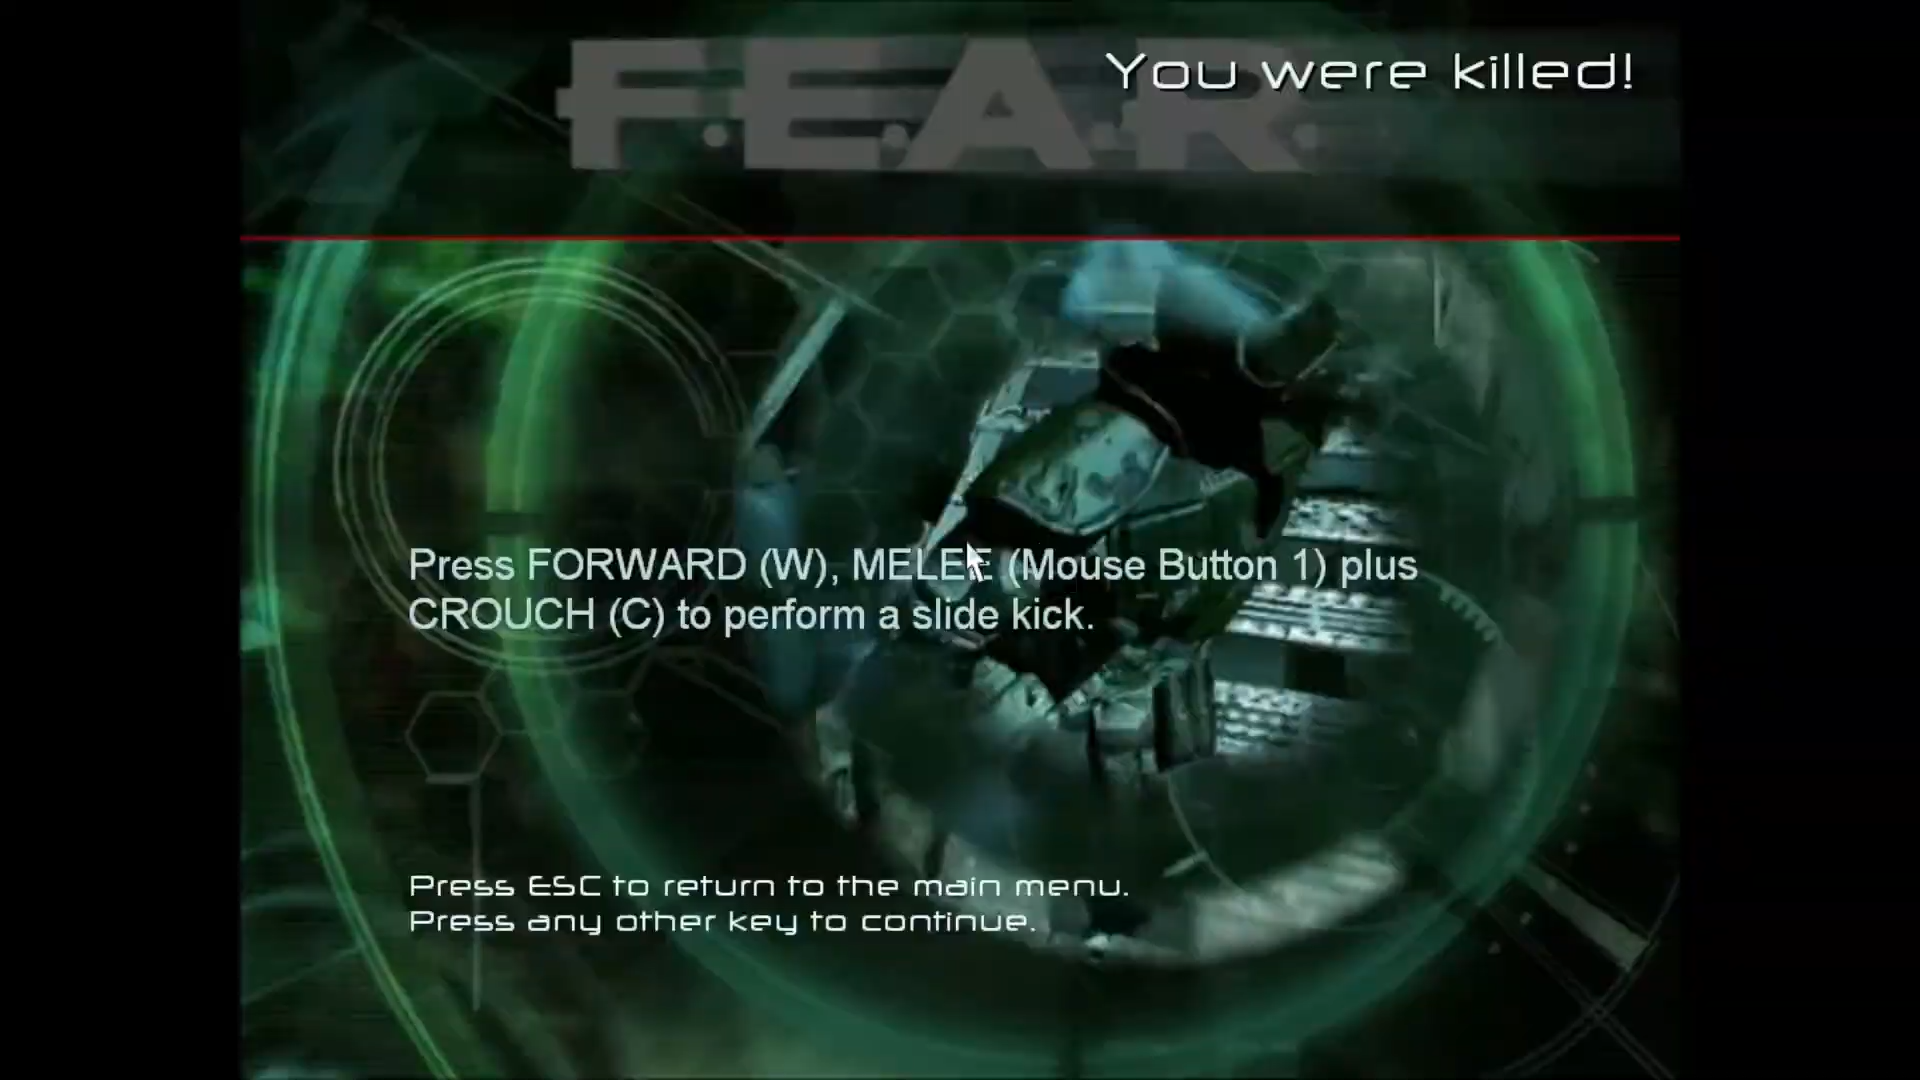 F.E.A.R.
You were killed!
Press FORWARD (W), MELEE (Mouse Button 1) plus
CROUCH (C) to perform a slide kick.
Press ESC to return to the main menu.
Press any other key to continue.